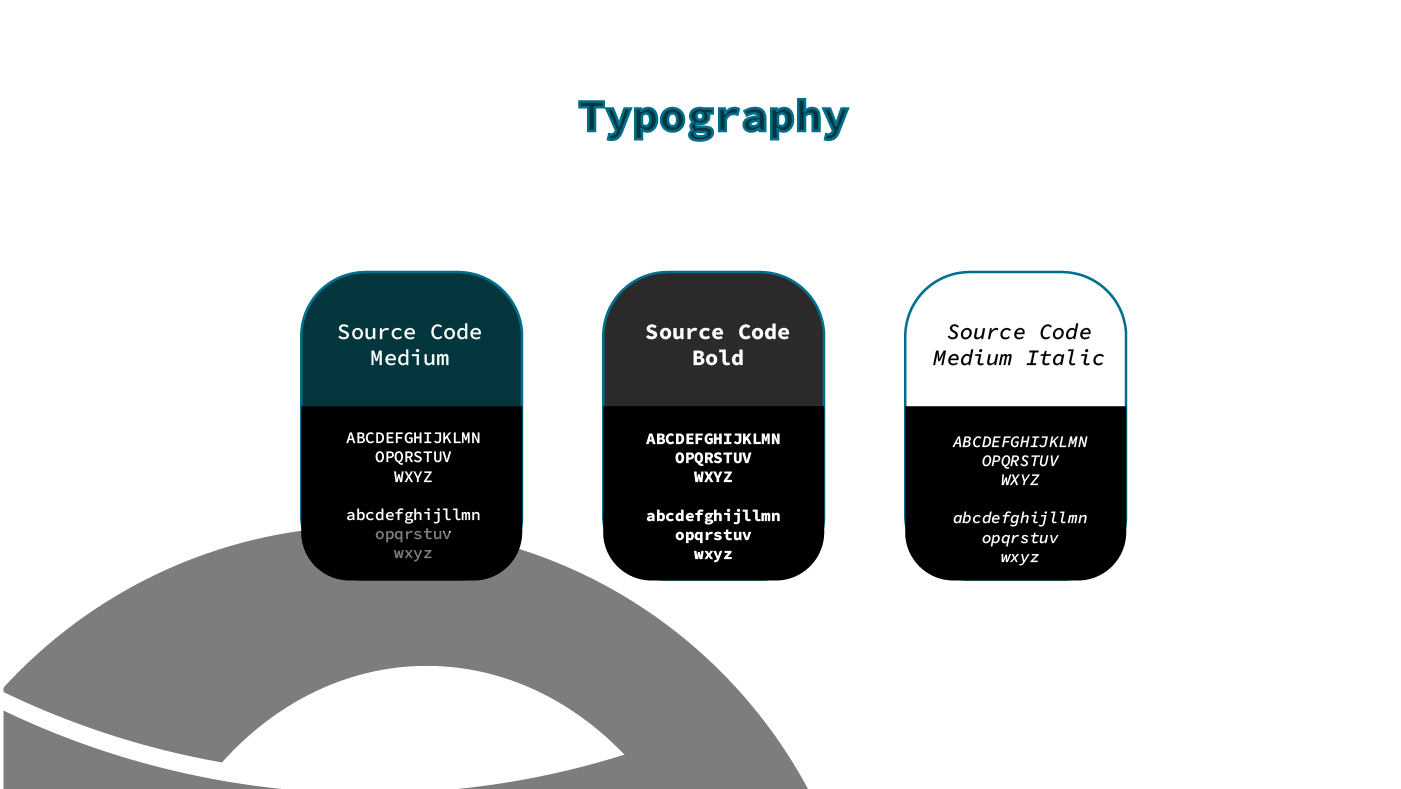 Typography
Source Code
Medium
ABCDEFGHIJKLMN
OPQRSTUV
WXYZ
abcdefghijllmn
opqrstuv
wxyz
Source Code
Bold
ABCDEFGHIJKLMN
OPQRSTUV
WXYZ
abcdefghijllmn
opqrstuv
wxyz
Source Code
Medium Italic
ABCDEFGHIJKLMN
OPQRSTUV
WXYZ
abcdefghijllmn
opqrstuv
wxyz